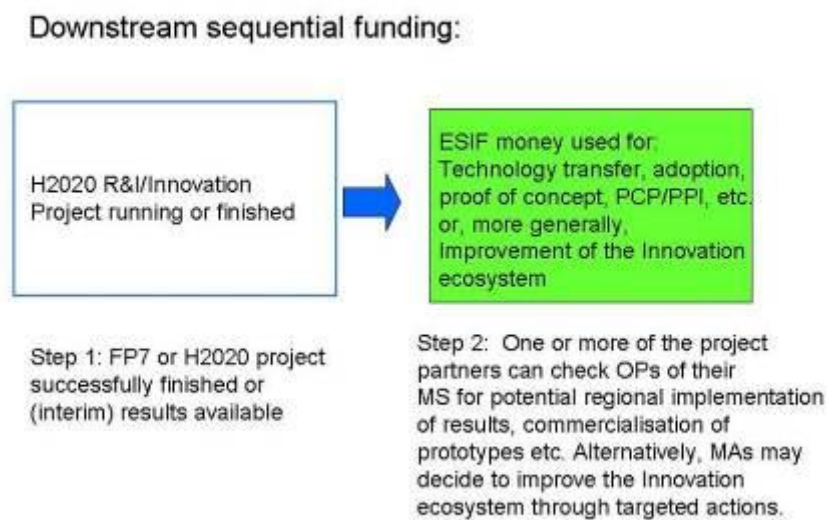 Downstream sequential funding:
H2020 R&I/Innovation
Project running or finished
ESIF money used for:
Technology transfer, adoption,
proof of concept, PCP/PPI, etc.
or, more generally,
Improvement of the Innovation
ecosystem
Step 1: FP7 or H2020 project
successfully finished or
(interim) results available
Step 2: One or more of the project
partners can check OPs of their
MS for potential regional implementation
of results, commercialisation of
prototypes etc. Alternatively, MAs may
decide to improve the Innovation
ecosystem through targeted actions.